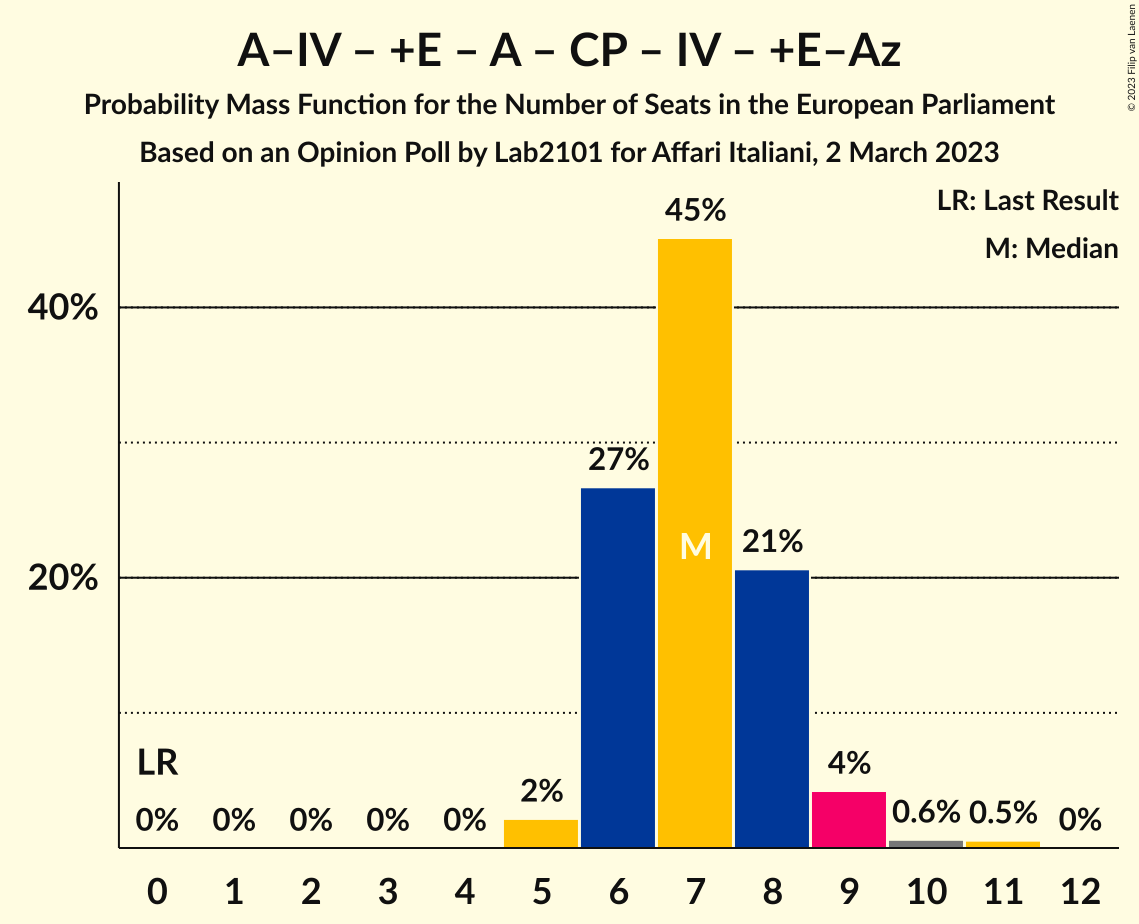 A–IV – +E – A – CP – IV – +E–Az
Probability Mass Function for the Number of Seats in the European Parliament
Based on an Opinion Poll by Lab2101 for Affari Italiani, 2 March 2023
© 2023 Filip van Laenen
LR: Last Result
M: Median
45%
40%
27%
M
21%
20%
LR
4%
2%
0% 0% 0% 0% 0% 0.6% 0.5% 0%
0 1 2 3 4 5 6 7 8 9 10 11 12